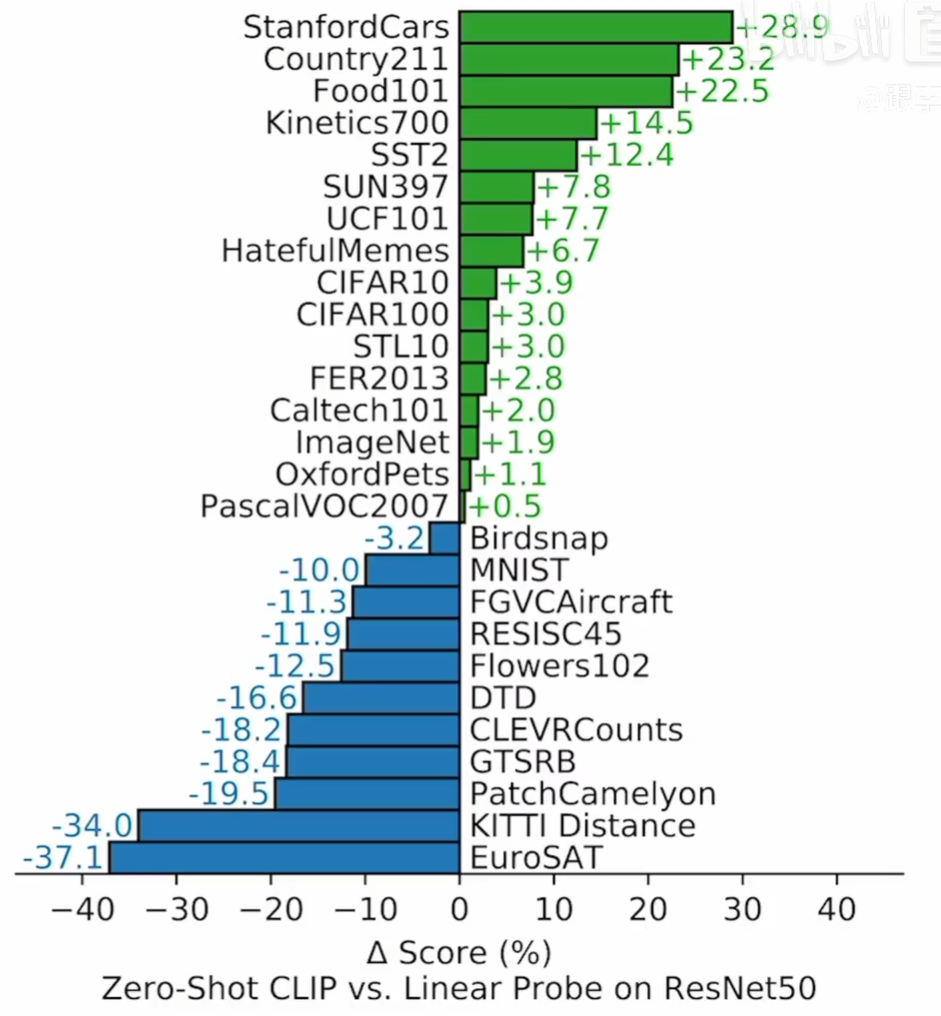 StanfordCars +28.9
Country211 +23.2
Food101 +22.5
Kinetics700 +14.5
SST2 +12.4
SUN397 +7.8
UCF101 +7.7
HatefulMemes +6.7
CIFAR10 +3.9
CIFAR100 +3.0
STL10 +3.0
FER2013 +2.8
Caltech101 +2.0
ImageNet +1.9
OxfordPets +1.1
PascalVOC2007 +0.5
-3.2 Birdsnap
-10.0 MNIST
-11.3 FGVCAircraft
-11.9 RESISC45
-12.5 Flowers102
-16.6 DTD
-18.2 CLEVRCounts
-18.4 GTSRB
-19.5 PatchCamelyon
-34.0 KITTI Distance
-37.1 EuroSAT
−40 −30 −20 −10 0 10 20 30 40
Δ Score (%)
Zero-Shot CLIP vs. Linear Probe on ResNet50